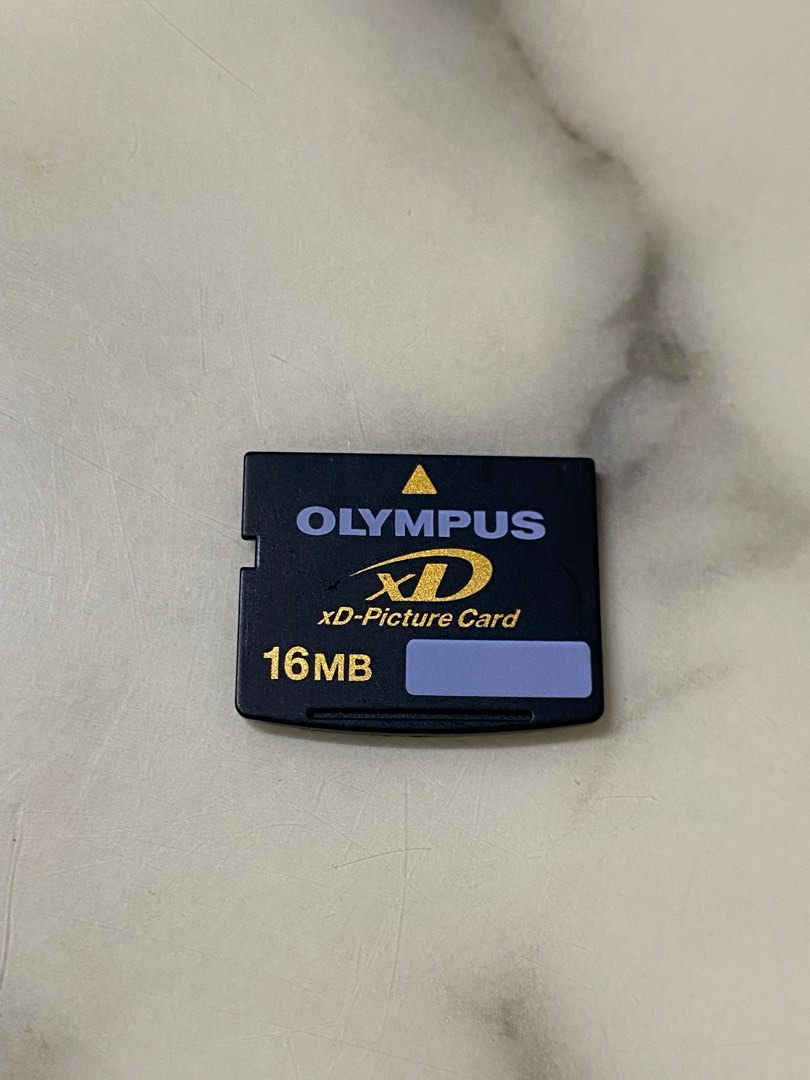 OLYMPUS
xD
xD-Picture Card
16MB